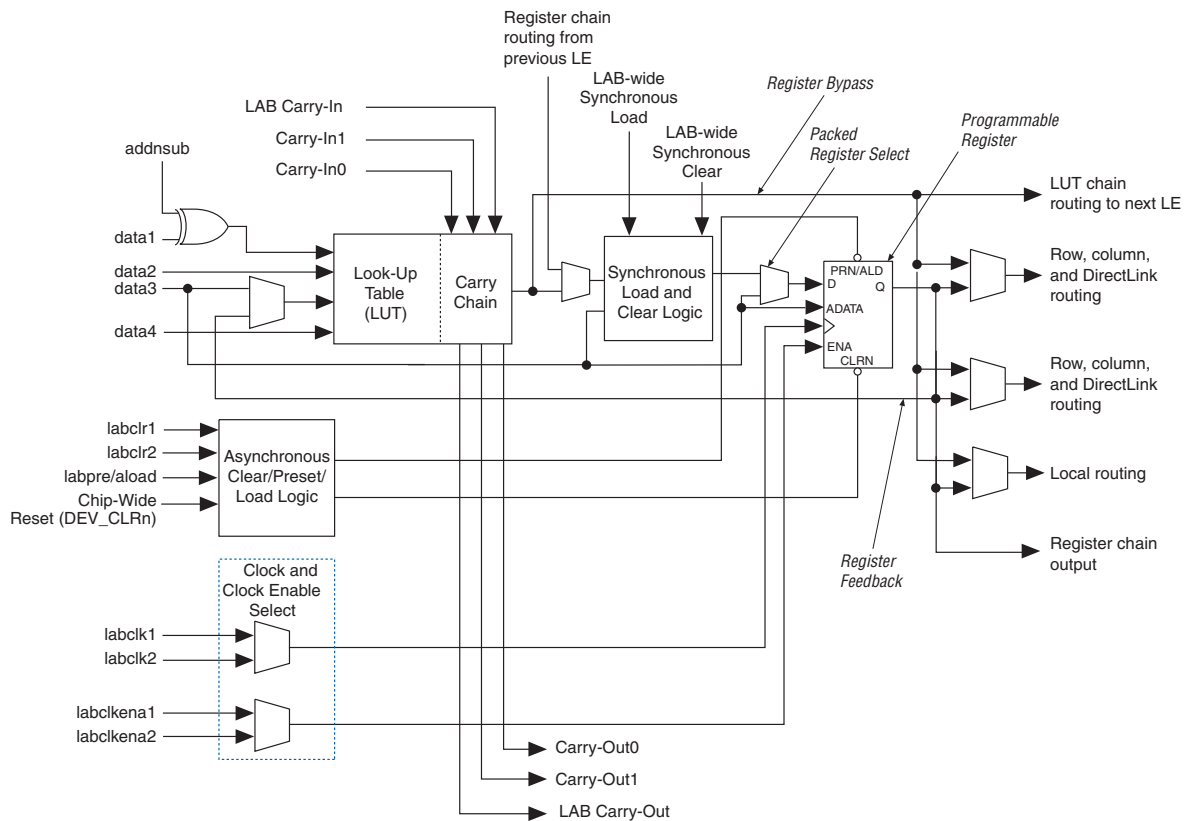 Register chain
routing from
previous LE
LAB-wide
Synchronous
Load
Register Bypass
LAB Carry-In
LAB-wide
Synchronous
Clear
Packed
Register Select
Programmable
Register
Carry-In1
addnsub
Carry-In0
LUT chain
routing to next LE
data1
data2
data3
data4
Look-Up
Table
(LUT)
Carry
Chain
Synchronous
Load and
Clear Logic
PRN/ALD
D
Q
ADATA
ENA
CLRN
Row, column,
and DirectLink
routing
Row, column,
and DirectLink
routing
labclr1
labclr2
labpre/aload
Chip-Wide
Reset (DEV_CLRn)
Asynchronous
Clear/Preset/
Load Logic
Local routing
Register chain
output
Register
Feedback
Clock and
Clock Enable
Select
labclk1
labclk2
labclkena1
labclkena2
Carry-Out0
Carry-Out1
LAB Carry-Out